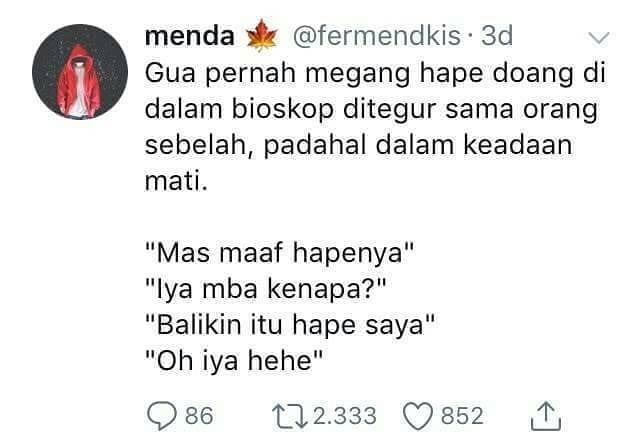 menda 🍁 @fermendkis · 3d
Gua pernah megang hape doang di
dalam bioskop ditegur sama orang
sebelah, padahal dalam keadaan
mati.
"Mas maaf hapenya"
"Iya mba kenapa?"
"Balikin itu hape saya"
"Oh iya hehe"
86 2.333 852